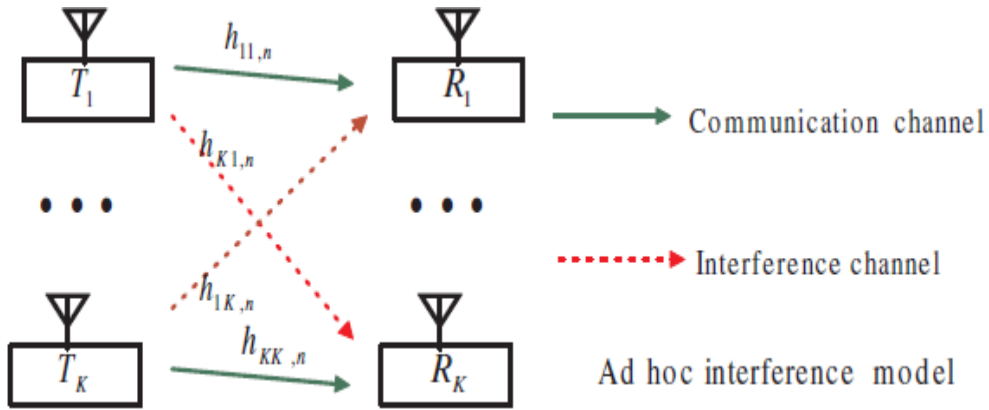 h11,n
T1
R1
Communication channel
hK1,n
• • •
• • •
Interference channel
h1K,n
hKK,n
TK
RK
Ad hoc interference model